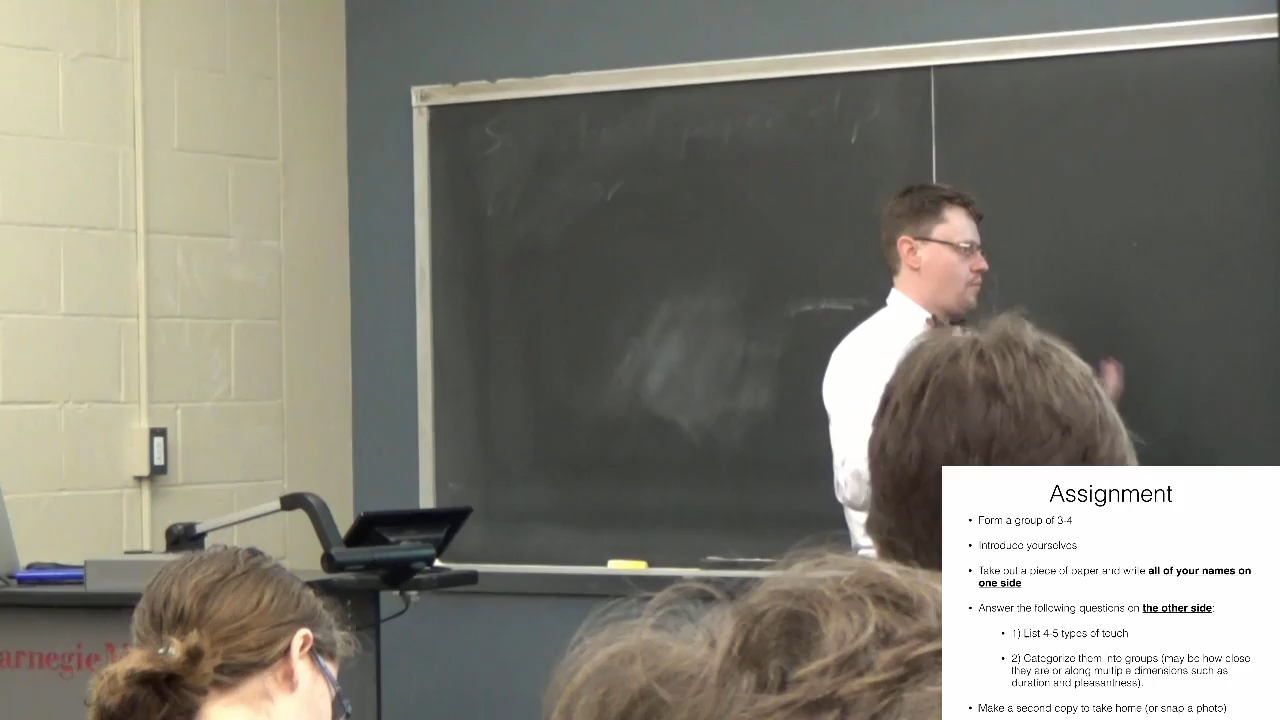 arnegie M
Assignment
• Form a group of 3-4
• Introduce yourselves
• Take out a piece of paper and write all of your names on
one side
• Answer the following questions on the other side:
• 1) List 4-5 types of touch
• 2) Categorize them into groups (may be how close
they are or along multiple dimensions such as
duration and pleasantness).
• Make a second copy to take home (or snap a photo)